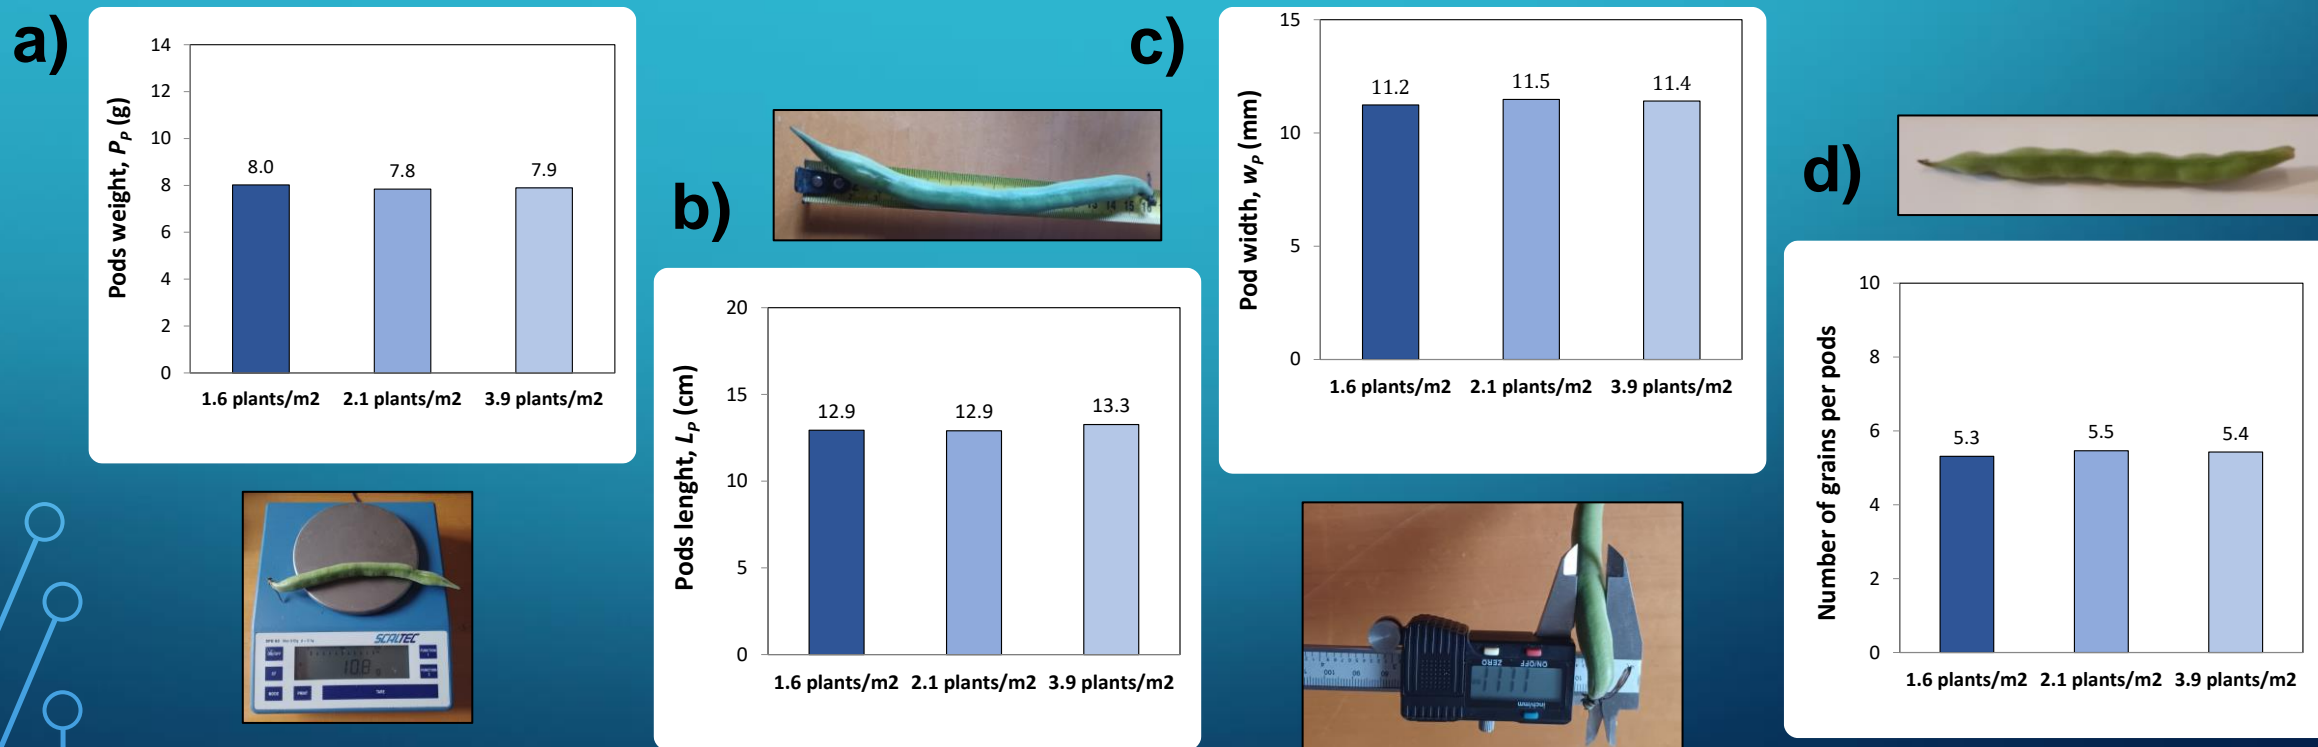 a)
14
12
10
8
6
4
2
0
Pods weight, PP (g)
8.0
7.8
7.9
1.6 plants/m2 2.1 plants/m2 3.9 plants/m2
SCALTEC
10.8 g
b)
13 14 15
20
15
10
5
0
Pods lenght, LP (cm)
12.9
12.9
13.3
1.6 plants/m2 2.1 plants/m2 3.9 plants/m2
c)
15
10
5
0
Pod width, wP (mm)
11.2
11.5
11.4
1.6 plants/m2 2.1 plants/m2 3.9 plants/m2
ZERO
ON/OFF
inch/mm
d)
10
8
6
4
2
0
Number of grains per pods
5.3
5.5
5.4
1.6 plants/m2 2.1 plants/m2 3.9 plants/m2